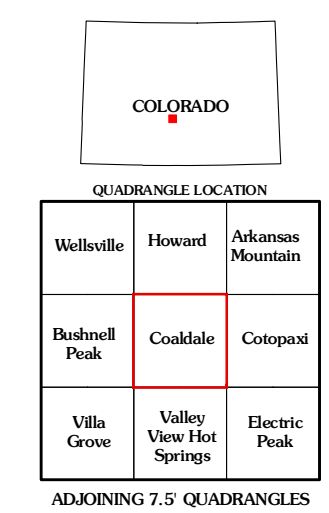 COLORADO
QUADRANGLE LOCATION
Wellsville
Howard
Arkansas
Mountain
Bushnell
Peak
Coaldale
Cotopaxi
Villa
Grove
Valley
View Hot
Springs
Electric
Peak
ADJOINING 7.5' QUADRANGLES